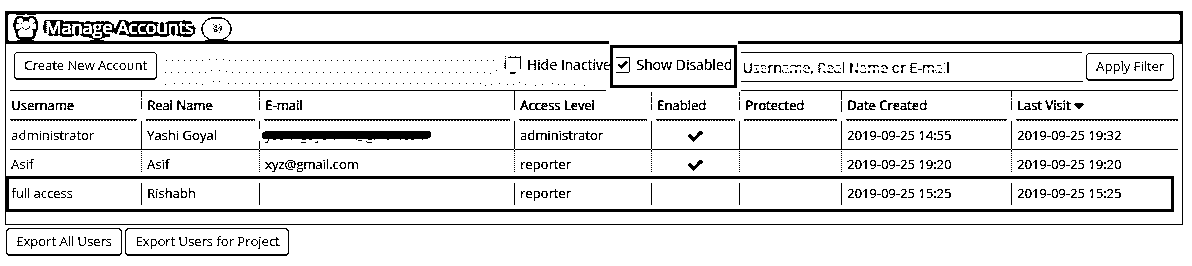 Manage Accounts
Create New Account Hide Inactive Show Disabled Username, Real Name or E-mail Apply Filter
Username Real Name E-mail Access Level Enabled Protected Date Created Last Visit
administrator Yashi Goyal administrator 2019-09-25 14:55 2019-09-25 19:32
Asif Asif xyz@gmail.com reporter 2019-09-25 19:20 2019-09-25 19:20
full access Rishabh reporter 2019-09-25 15:25 2019-09-25 15:25
Export All Users Export Users for Project